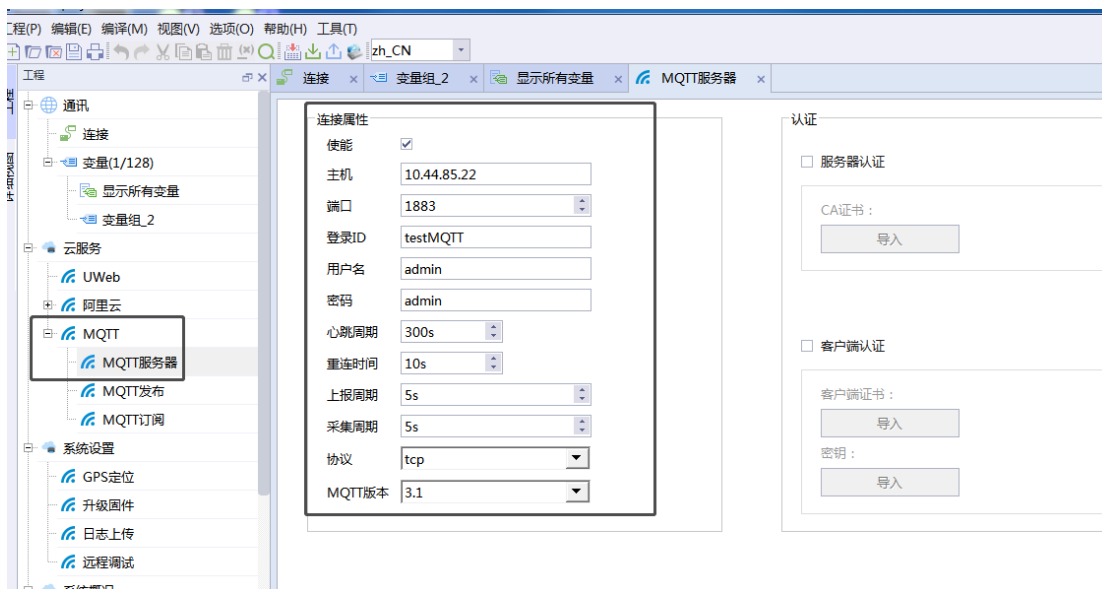 工程(P) 编辑(E) 编译(M) 视图(V) 选项(O) 帮助(H) 工具(T)
zh_CN
工程
连接 变量组_2 显示所有变量 MQTT服务器
通讯
连接
变量(1/128)
显示所有变量
变量组_2
云服务
UWeb
阿里云
MQTT
MQTT服务器
MQTT发布
MQTT订阅
系统设置
GPS定位
升级固件
日志上传
远程调试
连接属性
使能
主机 10.44.85.22
端口 1883
登录ID testMQTT
用户名 admin
密码 admin
心跳周期 300s
重连时间 10s
上报周期 5s
采集周期 5s
协议 tcp
MQTT版本 3.1
认证
服务器认证
CA证书：
导入
客户端认证
客户端证书：
导入
密钥：
导入